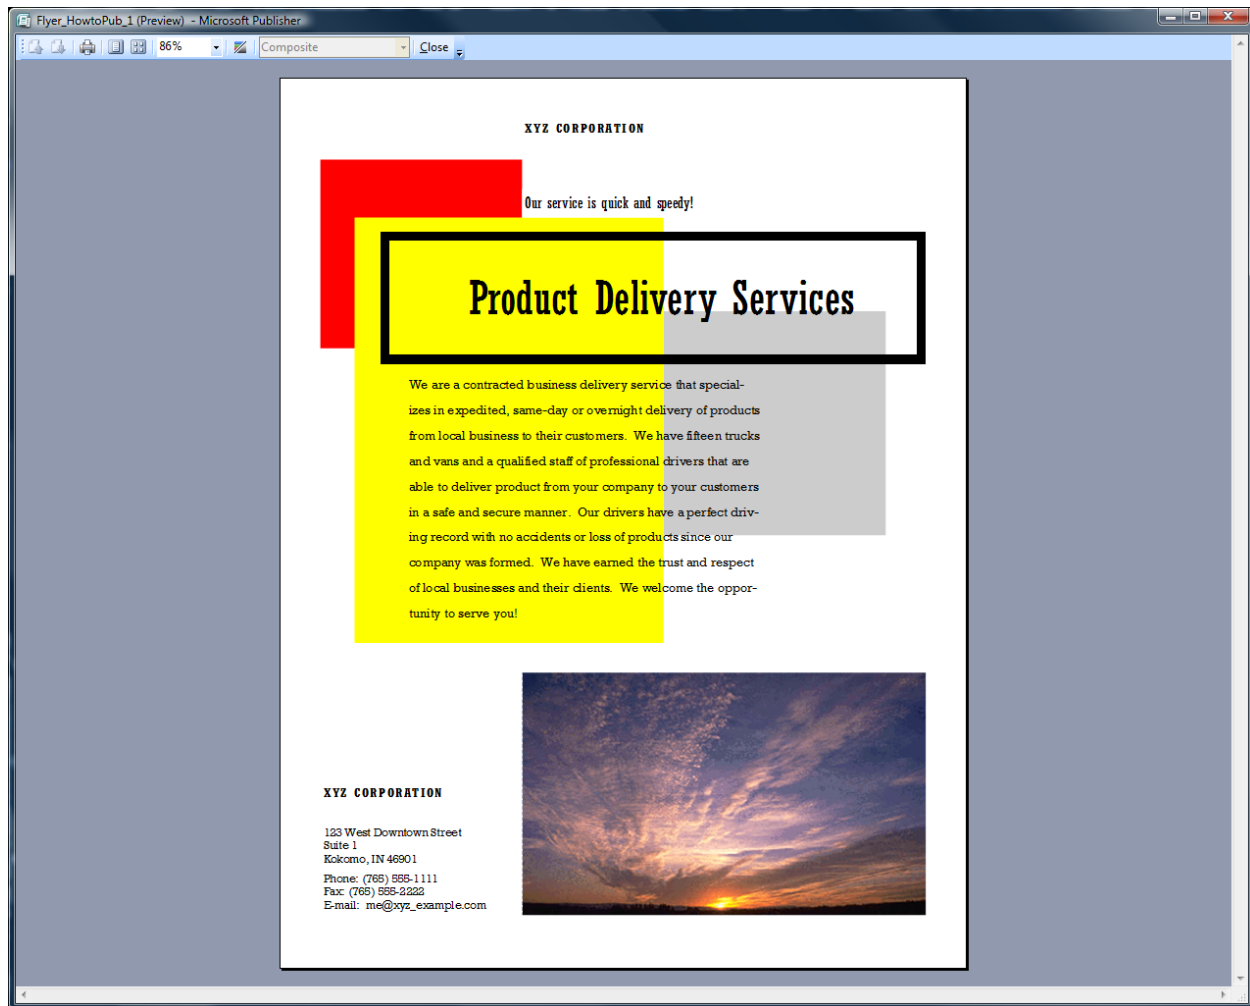 Flyer_HowtoPub_1 (Preview) - Microsoft Publisher
86% Composite Close
XYZ CORPORATION
Our service is quick and speedy!
Product Delivery Services
We are a contracted business delivery service that special-
izes in expedited, same-day or overnight delivery of products
from local business to their customers. We have fifteen trucks
and vans and a qualified staff of professional drivers that are
able to deliver product from your company to your customers
in a safe and secure manner. Our drivers have a perfect driv-
ing record with no accidents or loss of products since our
company was formed. We have earned the trust and respect
of local businesses and their clients. We welcome the oppor-
tunity to serve you!
XYZ CORPORATION
123 West Downtown Street
Suite 1
Kokomo, IN 46901
Phone: (765) 555-1111
Fax: (765) 555-2222
E-mail: me@xyz_example.com